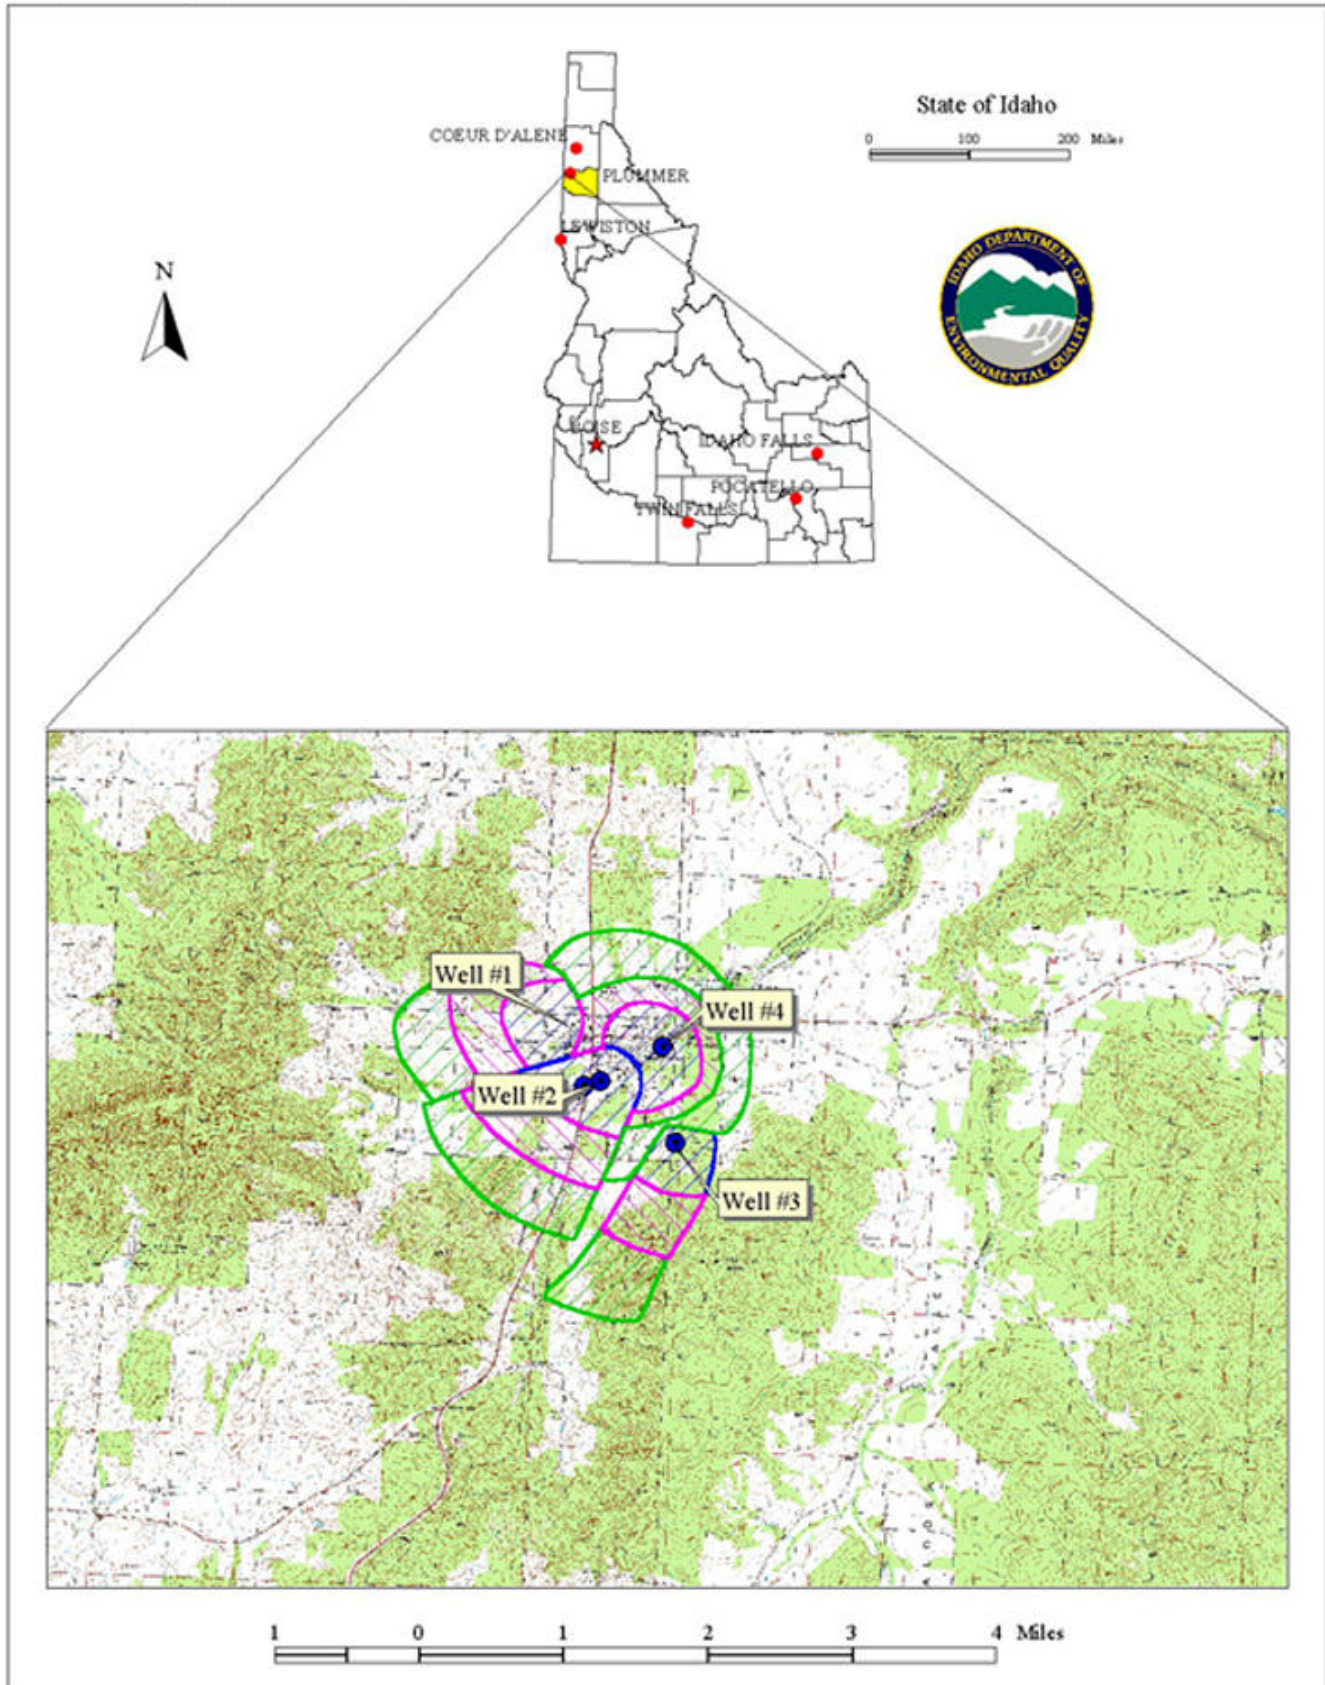 State of Idaho
0 100 200 Miles
COEUR D'ALENE
PLUMMER
LEWISTON
N
IDAHO DEPARTMENT OF
ENVIRONMENTAL QUALITY
BOISE
IDAHO FALLS
POCATELLO
TWIN FALLS
Well #1
Well #4
Well #2
Well #3
1 0 1 2 3 4 Miles